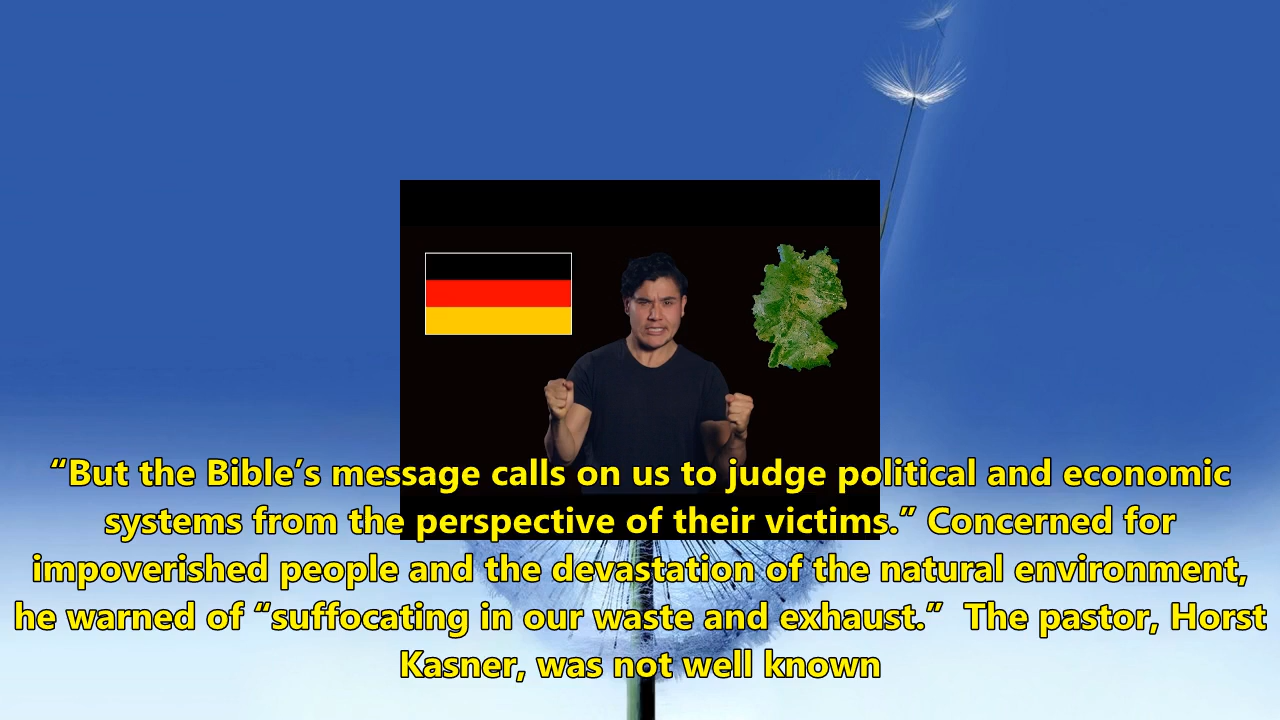 “But the Bible’s message calls on us to judge political and economic
systems from the perspective of their victims.” Concerned for
impoverished people and the devastation of the natural environment,
he warned of “suffocating in our waste and exhaust.”  The pastor, Horst
Kasner, was not well known